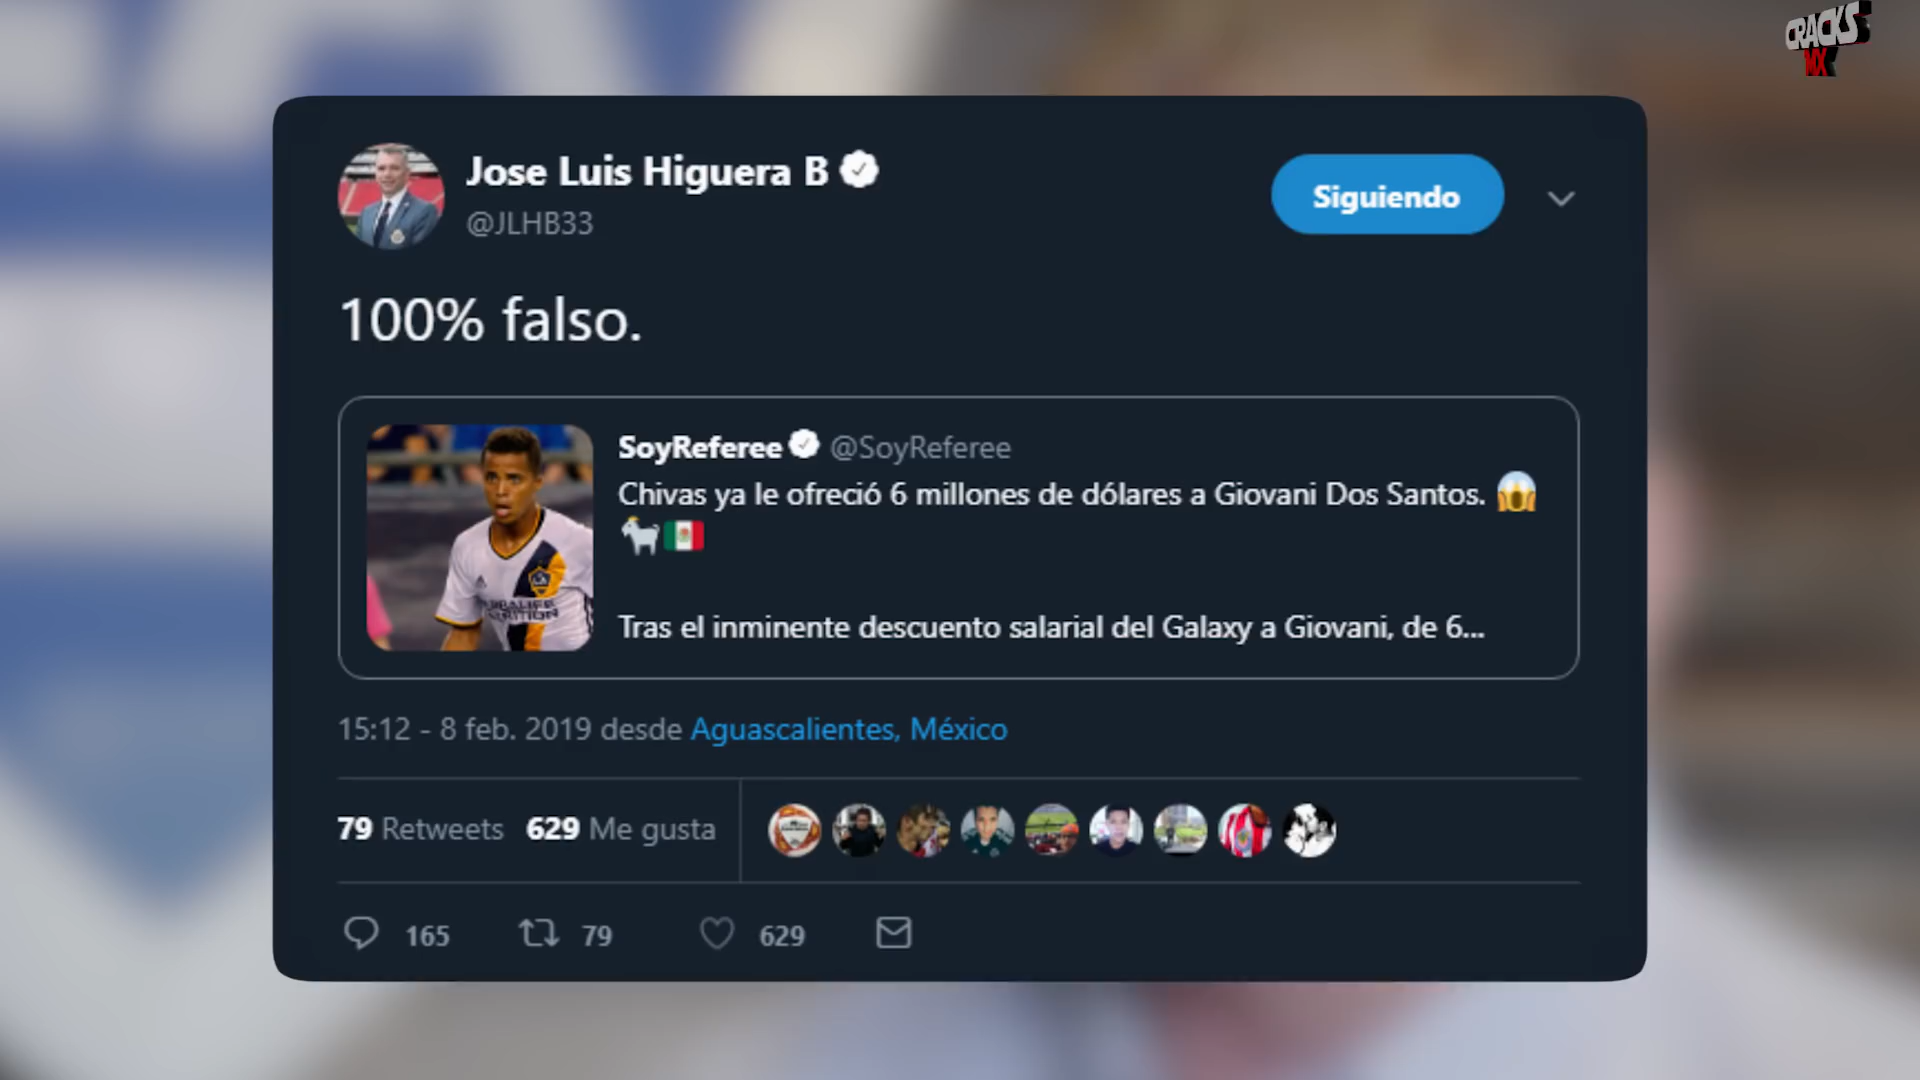 CRACKS
MX
Jose Luis Higuera B
@JLHB33
Siguiendo
100% falso.
SoyReferee @SoyReferee
Chivas ya le ofreció 6 millones de dólares a Giovani Dos Santos. 😱
🐐🇲🇽
Tras el inminente descuento salarial del Galaxy a Giovani, de 6...
15:12 - 8 feb. 2019 desde Aguascalientes, México
79 Retweets 629 Me gusta
165 79 629